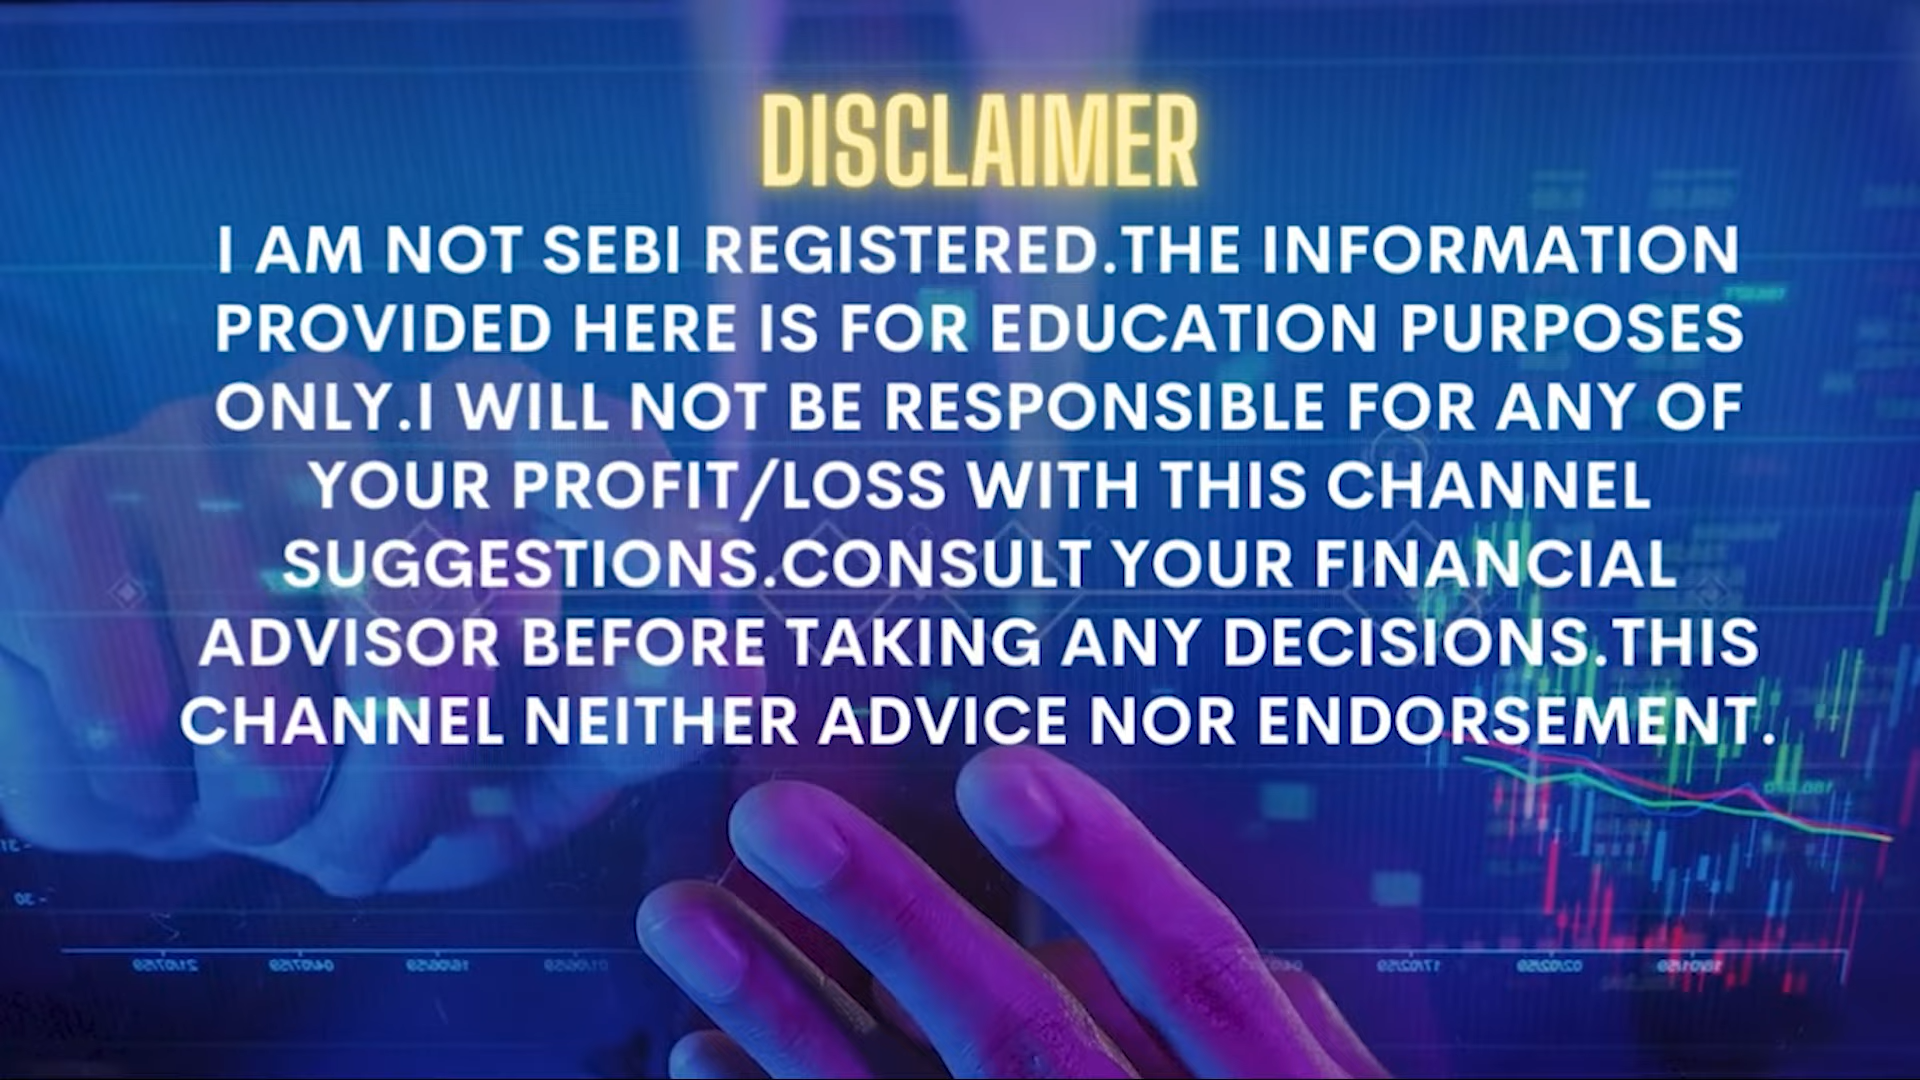 DISCLAIMER
I AM NOT SEBI REGISTERED.THE INFORMATION
PROVIDED HERE IS FOR EDUCATION PURPOSES
ONLY.I WILL NOT BE RESPONSIBLE FOR ANY OF
YOUR PROFIT/LOSS WITH THIS CHANNEL
SUGGESTIONS.CONSULT YOUR FINANCIAL
ADVISOR BEFORE TAKING ANY DECISIONS.THIS
CHANNEL NEITHER ADVICE NOR ENDORSEMENT.